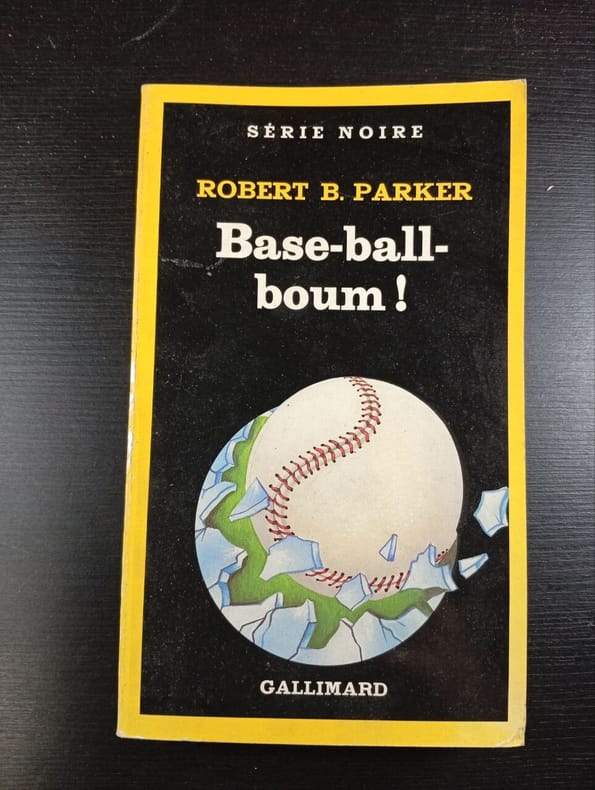 SÉRIE NOIRE
ROBERT B. PARKER
Base-ball-
boum !
GALLIMARD